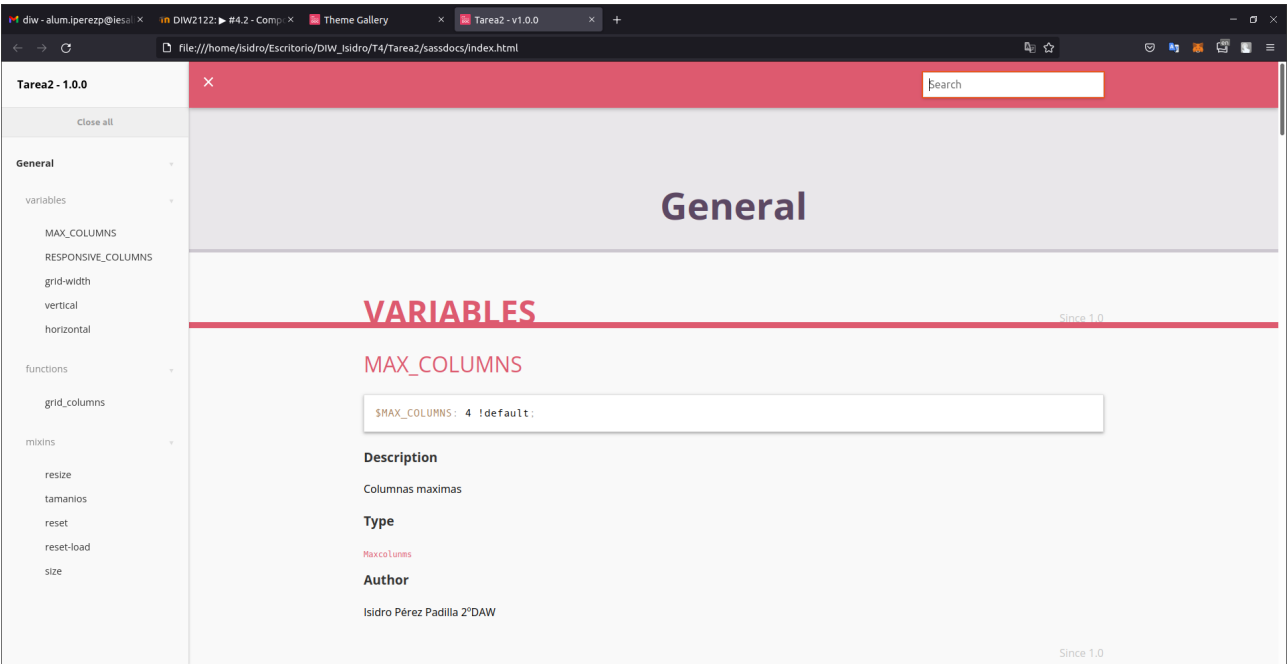 diw - alum.iperezp@iesal
DIW2122: ▶ #4.2 - Compo
Theme Gallery
Tarea2 - v1.0.0
file:///home/isidro/Escritorio/DIW_Isidro/T4/Tarea2/sassdocs/index.html
Tarea2 - 1.0.0
Search
Close all
General
variables
MAX_COLUMNS
RESPONSIVE_COLUMNS
grid-width
vertical
horizontal
functions
grid_columns
mixins
resize
tamanios
reset
reset-load
size
General
VARIABLES
Since 1.0
MAX_COLUMNS
$MAX_COLUMNS: 4 !default;
Description
Columnas maximas
Type
Maxcolunms
Author
Isidro Pérez Padilla 2ºDAW
Since 1.0